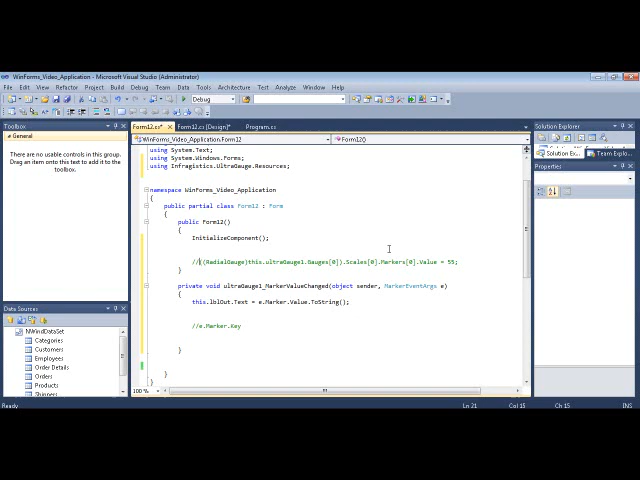 WinForms_Video_Application - Microsoft Visual Studio (Administrator)
File Edit View Refactor Project Build Debug Team Data Tools Architecture Test Analyze Window Help
Debug
Toolbox
General
There are no usable controls in this group. Drag an item onto this text to add it to the toolbox.
Data Sources
NWindDataSet
Categories
Customers
Employees
Order Details
Orders
Products
Shippers
Form12.cs* Form12.cs [Design]* Program.cs
WinForms_Video_Application.Form12 Form12()
using System.Text;
using System.Windows.Forms;
using Infragistics.UltraGauge.Resources;
namespace WinForms_Video_Application
{
public partial class Form12 : Form
{
public Form12()
{
InitializeComponent();
//((RadialGauge)this.ultraGauge1.Gauges[0]).Scales[0].Markers[0].Value = 55;
}
private void ultraGauge1_MarkerValueChanged(object sender, MarkerEventArgs e)
{
this.lblOut.Text = e.Marker.Value.ToString();
//e.Marker.Key
}
}
}
100 %
Solution Explorer
Solution Ex... Team Explor...
Properties
Ready Ln 21 Col 15 Ch 15 INS